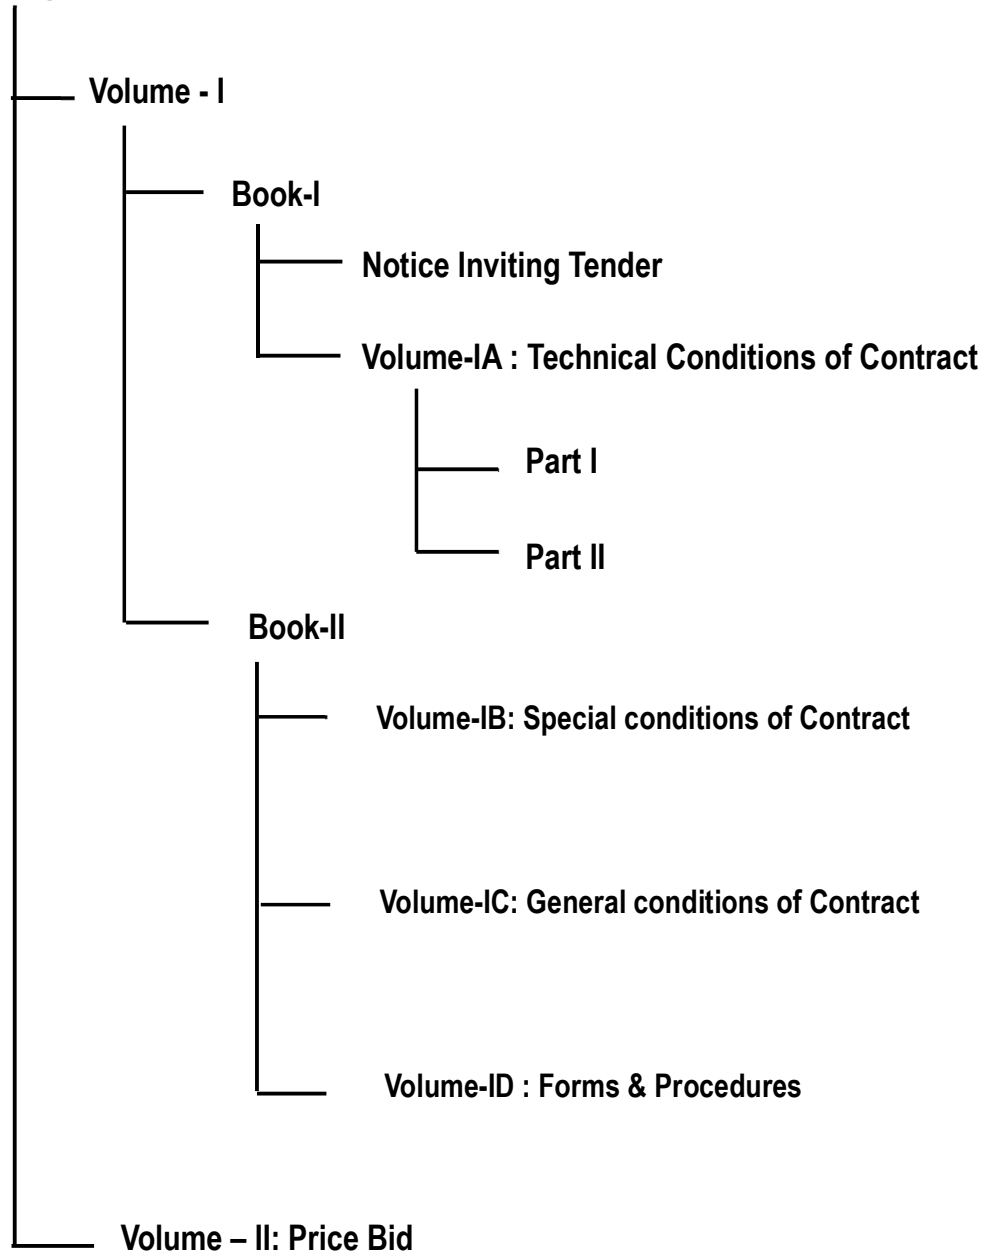 Volume - I
Book-I
Notice Inviting Tender
Volume-IA : Technical Conditions of Contract
Part I
Part II
Book-II
Volume-IB: Special conditions of Contract
Volume-IC: General conditions of Contract
Volume-ID : Forms & Procedures
Volume – II: Price Bid